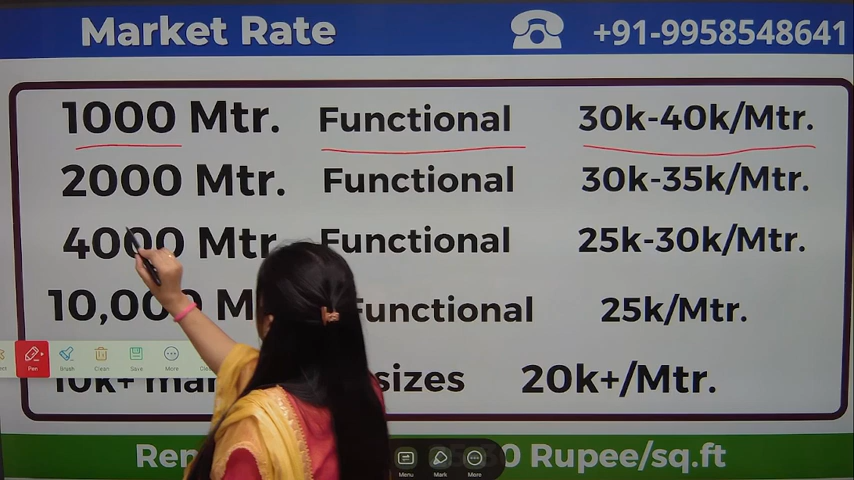 Market Rate +91-9958548641
1000 Mtr. Functional 30k-40k/Mtr.
2000 Mtr. Functional 30k-35k/Mtr.
4000 Mtr Functional 25k-30k/Mtr.
10,000 Functional 25k/Mtr.
10k+ sizes 20k+/Mtr.
Pen Brush Clean Save More
Rupee/sq.ft
Menu Mark More